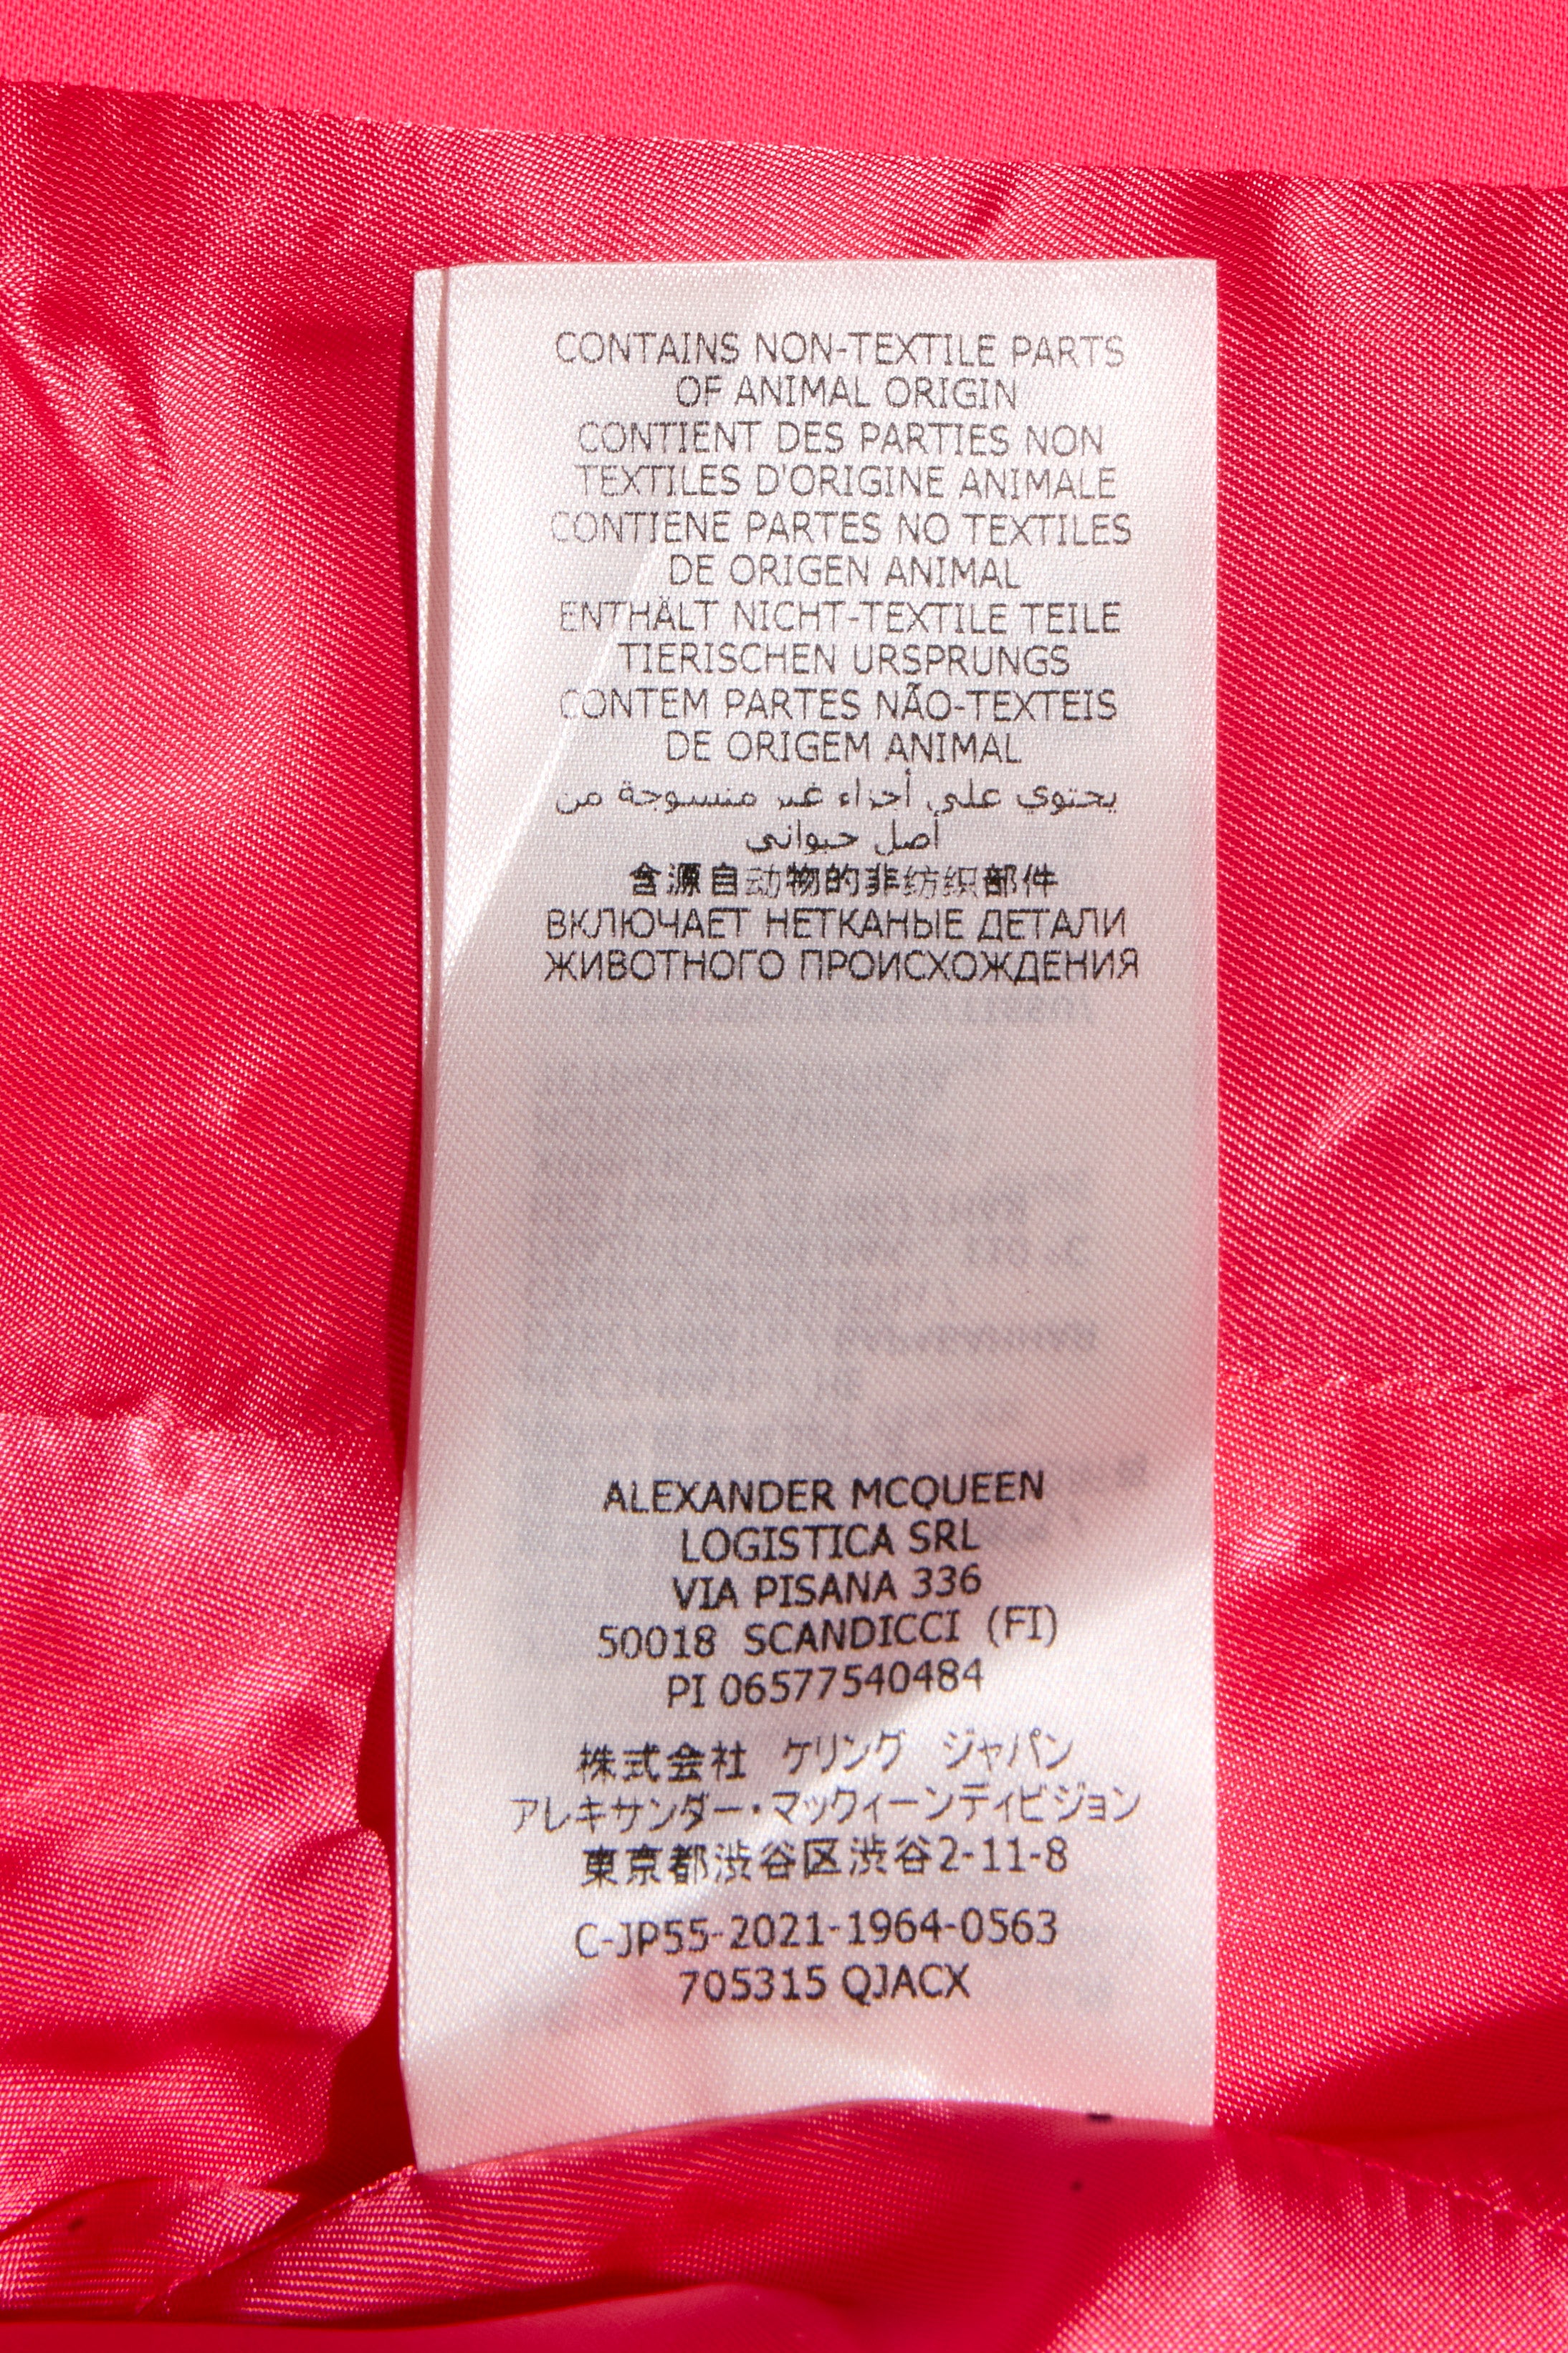 CONTAINS NON-TEXTILE PARTS
OF ANIMAL ORIGIN
CONTIENT DES PARTIES NON
TEXTILES D'ORIGINE ANIMALE
CONTIENE PARTES NO TEXTILES
DE ORIGEN ANIMAL
ENTHÄLT NICHT-TEXTILE TEILE
TIERISCHEN URSPRUNGS
CONTEM PARTES NÃO-TEXTEIS
DE ORIGEM ANIMAL
يحتوي على أجزاء غير منسوجة من
أصل حيواني
含源自动物的非纺织部件
ВКЛЮЧАЕТ НЕТКАНЫЕ ДЕТАЛИ
ЖИВОТНОГО ПРОИСХОЖДЕНИЯ
ALEXANDER MCQUEEN
LOGISTICA SRL
VIA PISANA 336
50018 SCANDICCI (FI)
PI 06577540484
株式会社 ケリング ジャパン
アレキサンダー・マックィーンディビジョン
東京都渋谷区渋谷2-11-8
C-JP55-2021-1964-0563
705315 QJACX